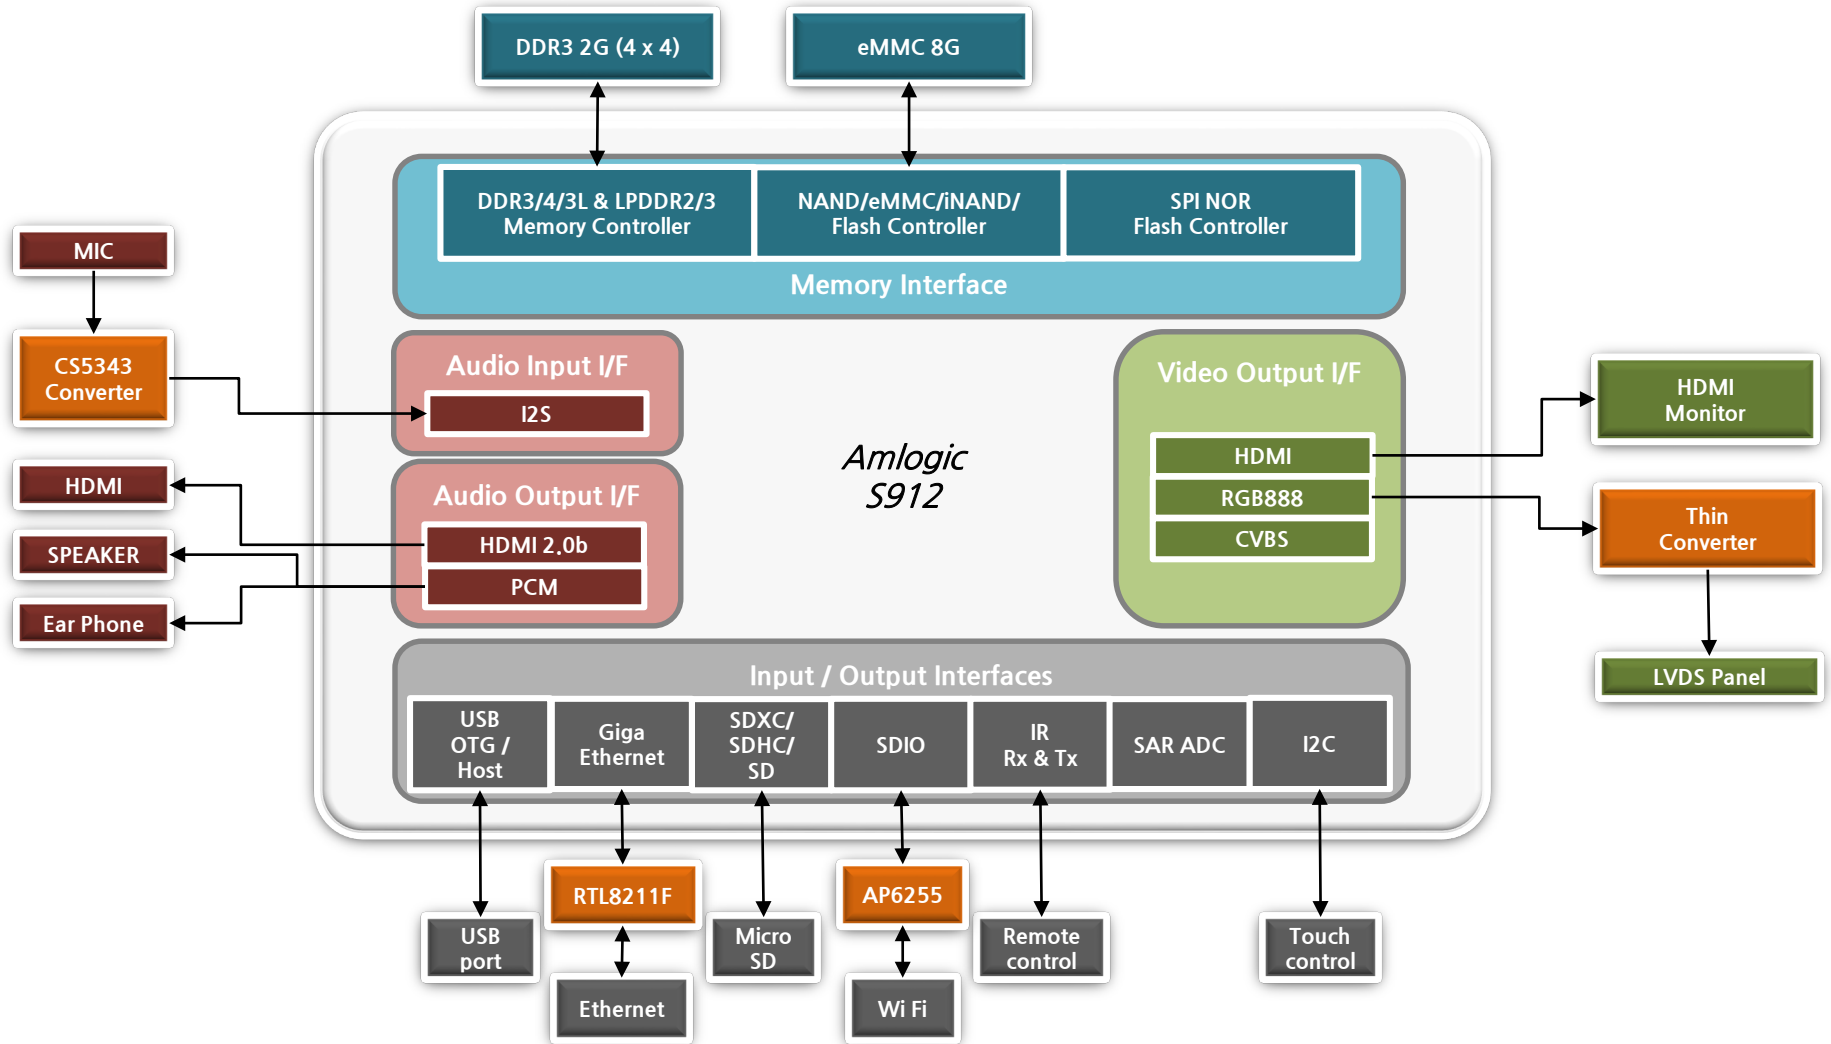 DDR3 2G (4 x 4)
eMMC 8G
DDR3/4/3L & LPDDR2/3
Memory Controller
NAND/eMMC/iNAND/
Flash Controller
SPI NOR
Flash Controller
Memory Interface
MIC
CS5343
Converter
HDMI
SPEAKER
Ear Phone
Audio Input I/F
I2S
Audio Output I/F
HDMI 2.0b
PCM
Amlogic
S912
Video Output I/F
HDMI
RGB888
CVBS
HDMI
Monitor
Thin
Converter
LVDS Panel
Input / Output Interfaces
USB
OTG /
Host
Giga
Ethernet
SDXC/
SDHC/
SD
SDIO
IR
Rx & Tx
SAR ADC
I2C
RTL8211F
AP6255
USB
port
Ethernet
Micro
SD
Wi Fi
Remote
control
Touch
control